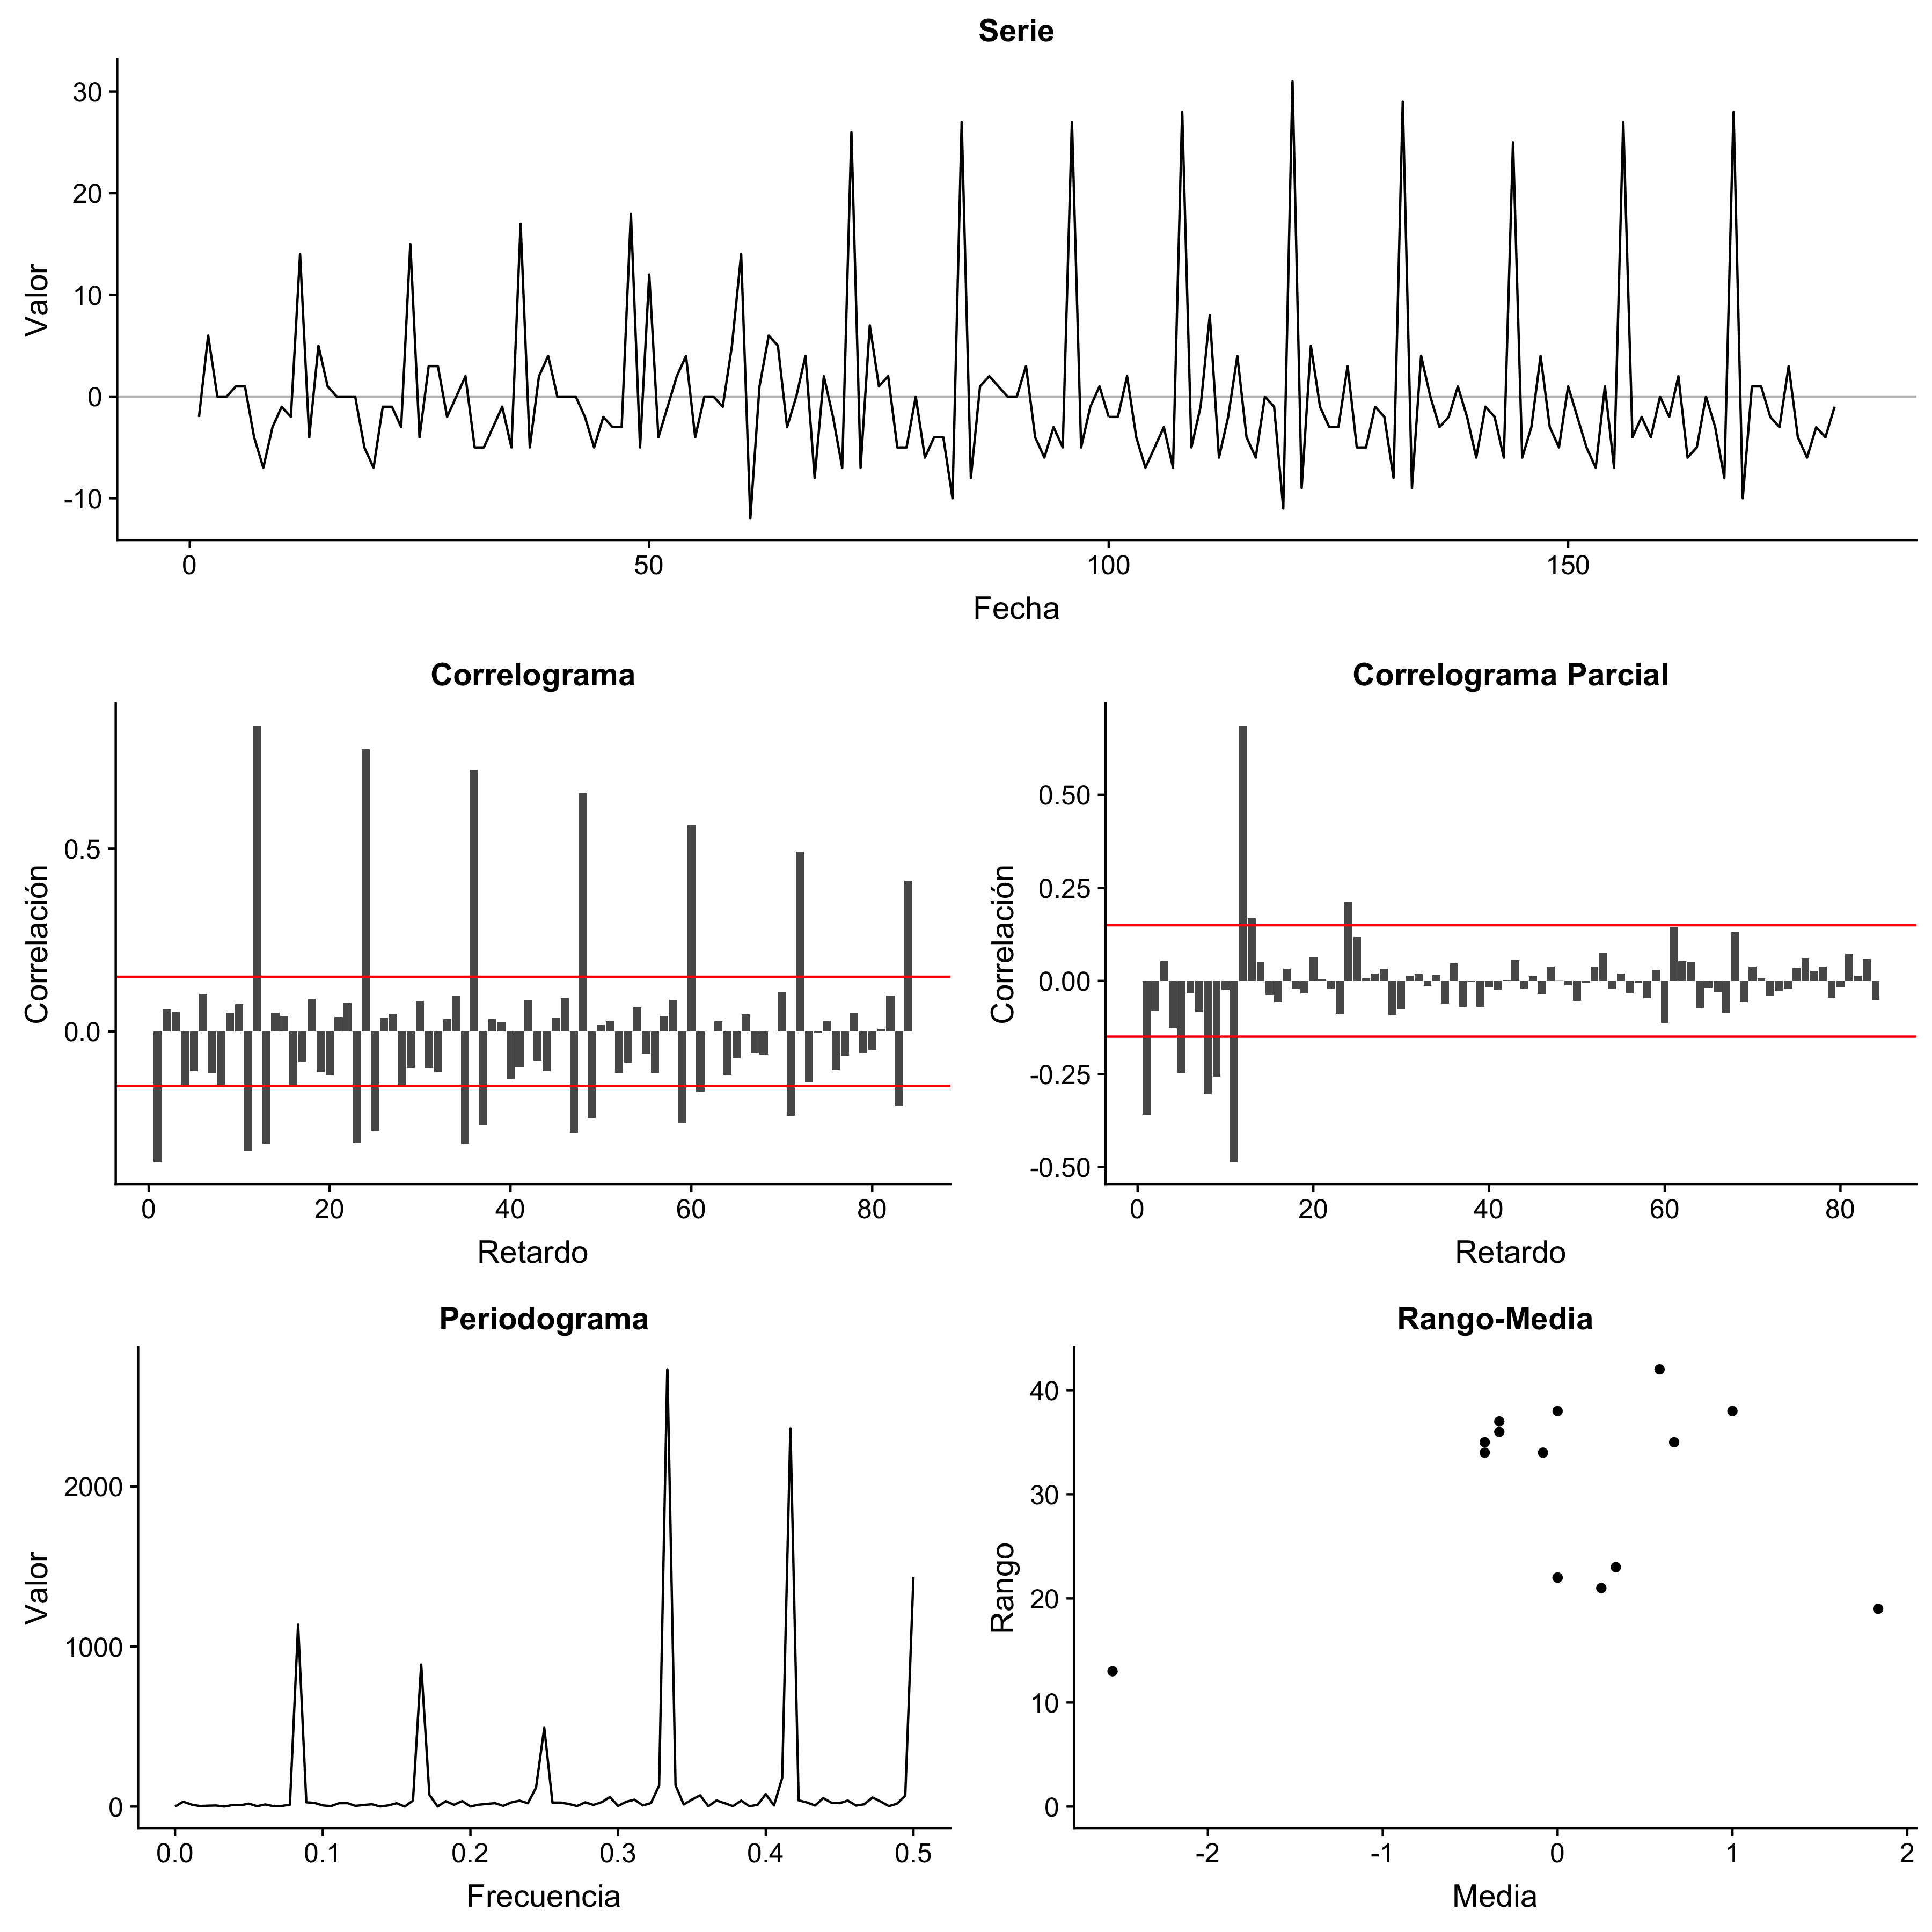 Serie
Valor
30
20
10
0
-10
0 50 100 150
Fecha
Correlograma
Correlación
0.5
0.0
0 20 40 60 80
Retardo
Correlograma Parcial
Correlación
0.50
0.25
0.00
-0.25
-0.50
0 20 40 60 80
Retardo
Periodograma
Valor
2000
1000
0
0.0 0.1 0.2 0.3 0.4 0.5
Frecuencia
Rango-Media
Rango
40
30
20
10
0
-2 -1 0 1 2
Media